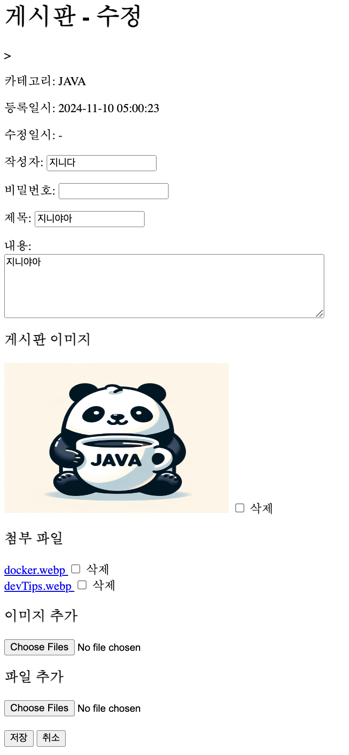 게시판 - 수정
>
카테고리: JAVA
등록일시: 2024-11-10 05:00:23
수정일시: -
작성자: 지니다
비밀번호:
제목: 지니야아
내용:
지니야아
게시판 이미지
JAVA
삭제
첨부 파일
docker.webp 삭제
devTips.webp 삭제
이미지 추가
Choose Files No file chosen
파일 추가
Choose Files No file chosen
저장 취소